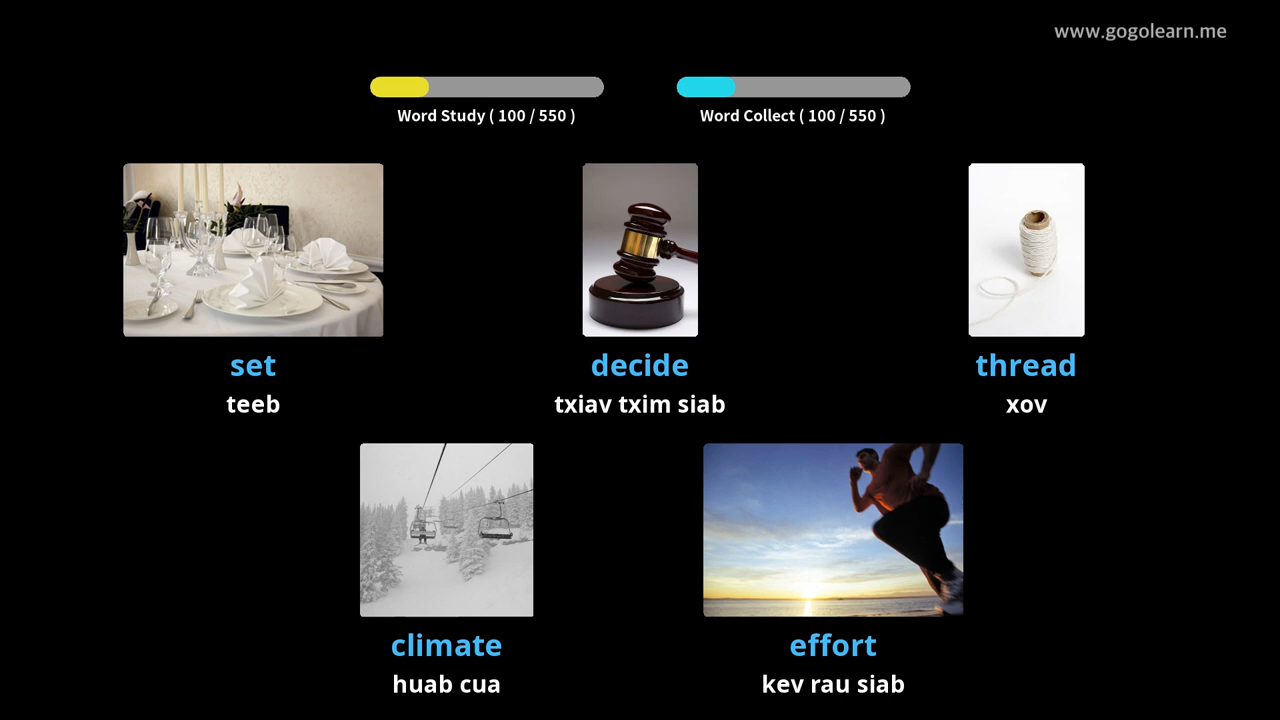 www.gogolearn.me
Word Study ( 100 / 550 )
Word Collect ( 100 / 550 )
set
teeb
decide
txiav txim siab
thread
xov
climate
huab cua
effort
kev rau siab